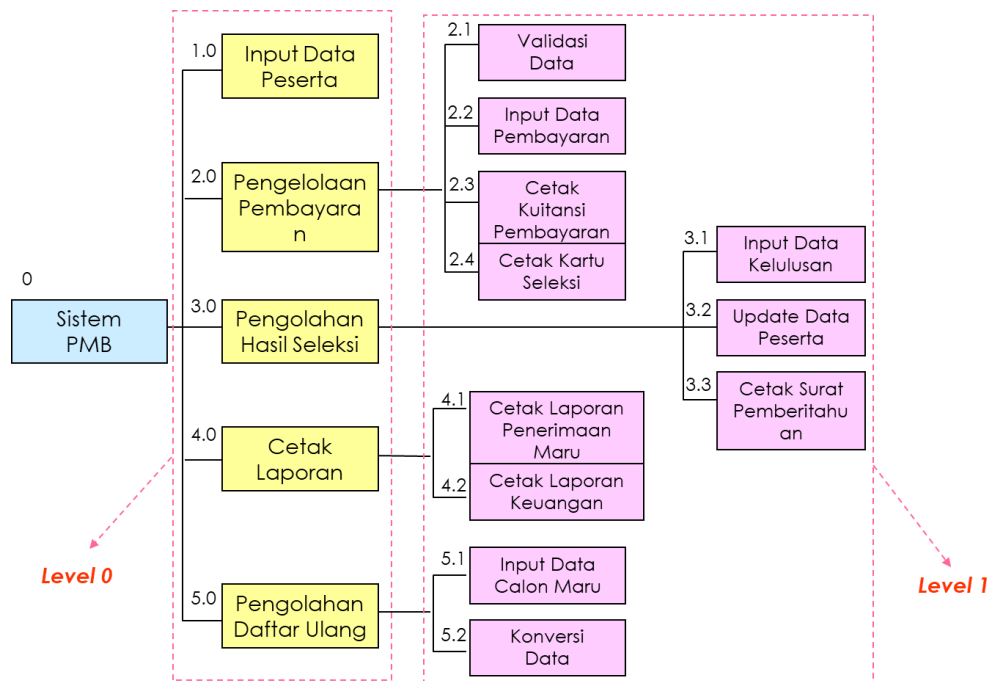 0
Sistem
PMB
1.0
Input Data
Peserta
2.0
Pengelolaan
Pembayara
n
3.0
Pengolahan
Hasil Seleksi
4.0
Cetak
Laporan
5.0
Pengolahan
Daftar Ulang
2.1
Validasi
Data
2.2
Input Data
Pembayaran
2.3
Cetak
Kuitansi
Pembayaran
2.4
Cetak Kartu
Seleksi
3.1
Input Data
Kelulusan
3.2
Update Data
Peserta
3.3
Cetak Surat
Pemberitahu
an
4.1
Cetak Laporan
Penerimaan
Maru
4.2
Cetak Laporan
Keuangan
5.1
Input Data
Calon Maru
5.2
Konversi
Data
Level 0
Level 1